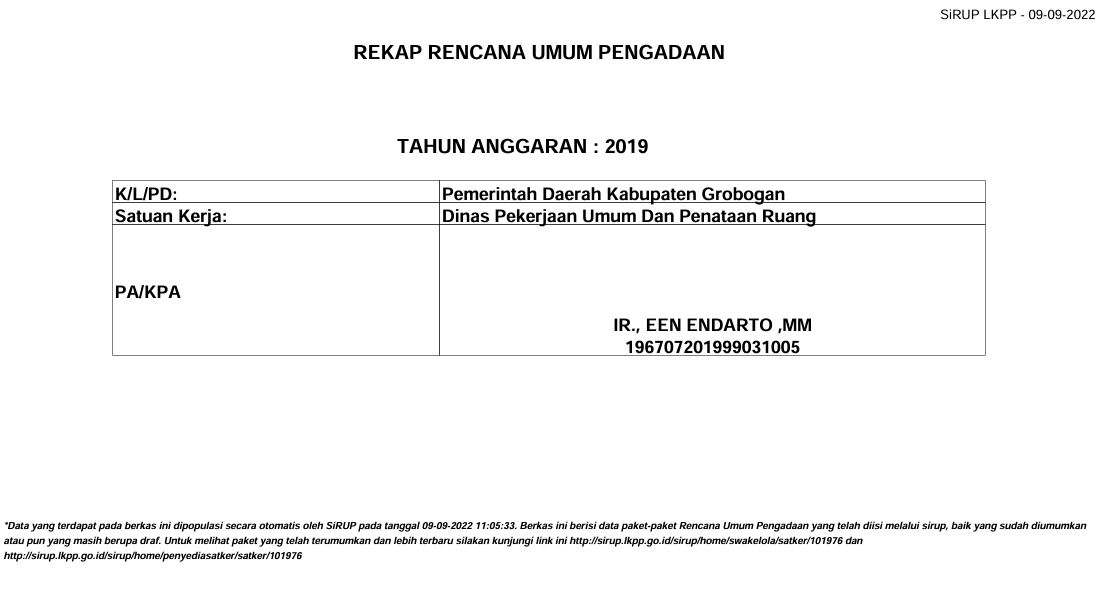 SiRUP LKPP - 09-09-2022
REKAP RENCANA UMUM PENGADAAN
TAHUN ANGGARAN : 2019
K/L/PD: Pemerintah Daerah Kabupaten Grobogan
Satuan Kerja: Dinas Pekerjaan Umum Dan Penataan Ruang
PA/KPA
IR., EEN ENDARTO ,MM
196707201999031005
*Data yang terdapat pada berkas ini dipopulasi secara otomatis oleh SiRUP pada tanggal 09-09-2022 11:05:33. Berkas ini berisi data paket-paket Rencana Umum Pengadaan yang telah diisi melalui sirup, baik yang sudah diumumkan
atau pun yang masih berupa draf. Untuk melihat paket yang telah terumumkan dan lebih terbaru silakan kunjungi link ini http://sirup.lkpp.go.id/sirup/home/swakelola/satker/101976 dan
http://sirup.lkpp.go.id/sirup/home/penyediasatker/satker/101976